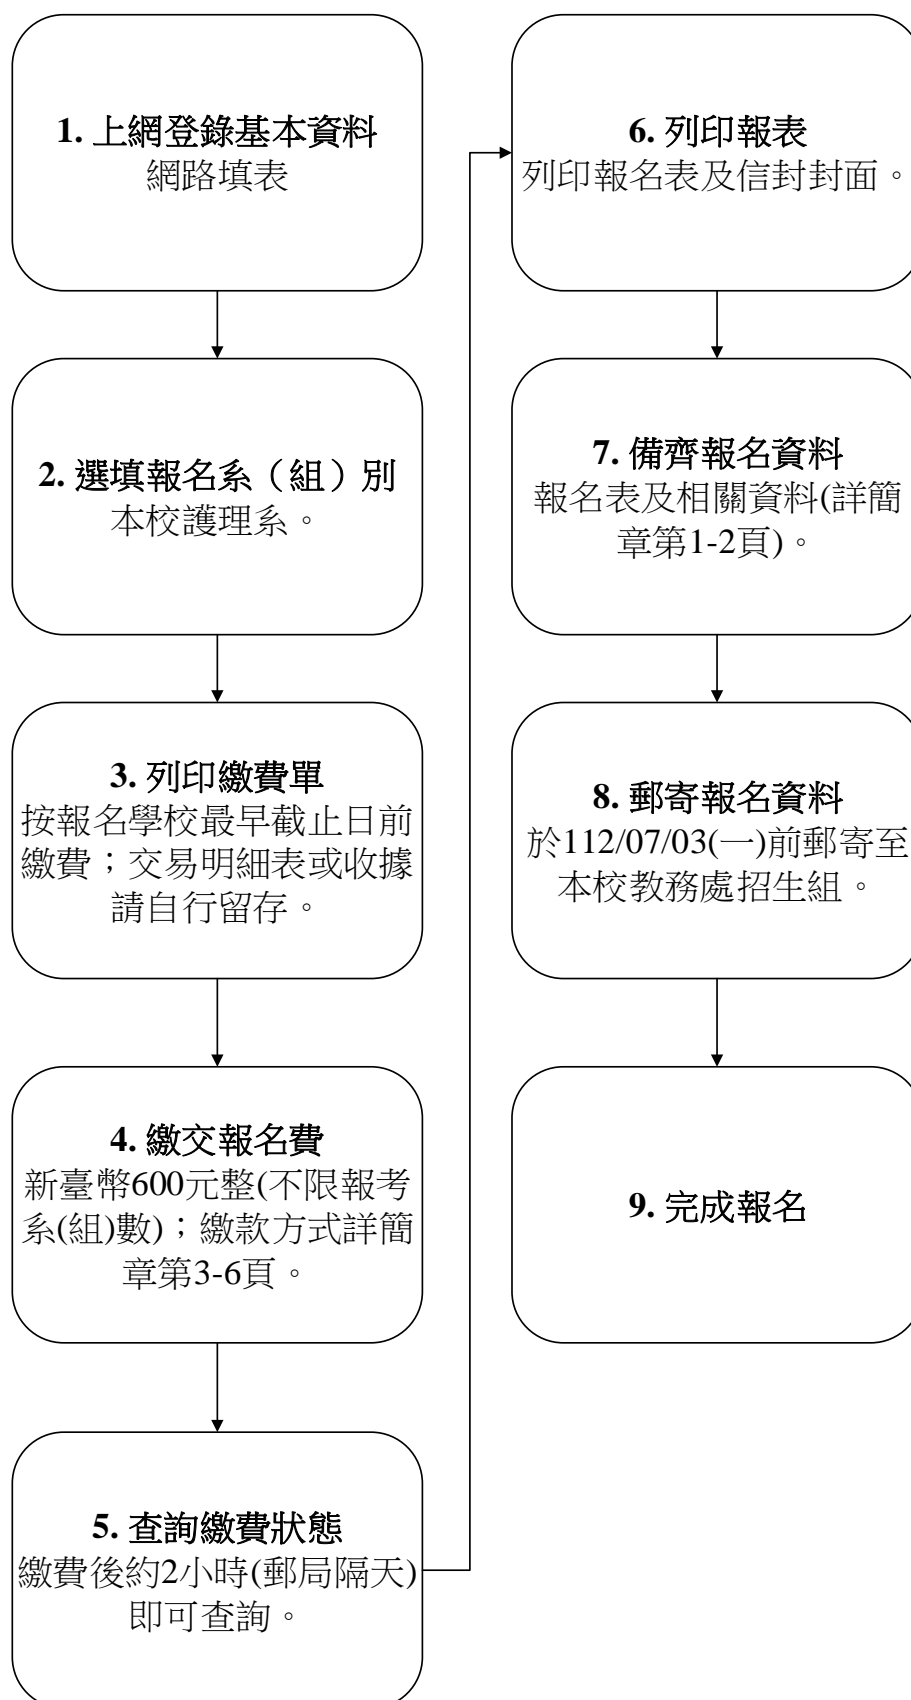 1. 上網登錄基本資料
網路填表
2. 選填報名系（組）別
本校護理系。
3. 列印繳費單
按報名學校最早截止日前
繳費；交易明細表或收據
請自行留存。
4. 繳交報名費
新臺幣600元整(不限報考
系(組)數)；繳款方式詳簡
章第3-6頁。
5. 查詢繳費狀態
繳費後約2小時(郵局隔天)
即可查詢。
6. 列印報表
列印報名表及信封封面。
7. 備齊報名資料
報名表及相關資料(詳簡
章第1-2頁)。
8. 郵寄報名資料
於112/07/03(一)前郵寄至
本校教務處招生組。
9. 完成報名